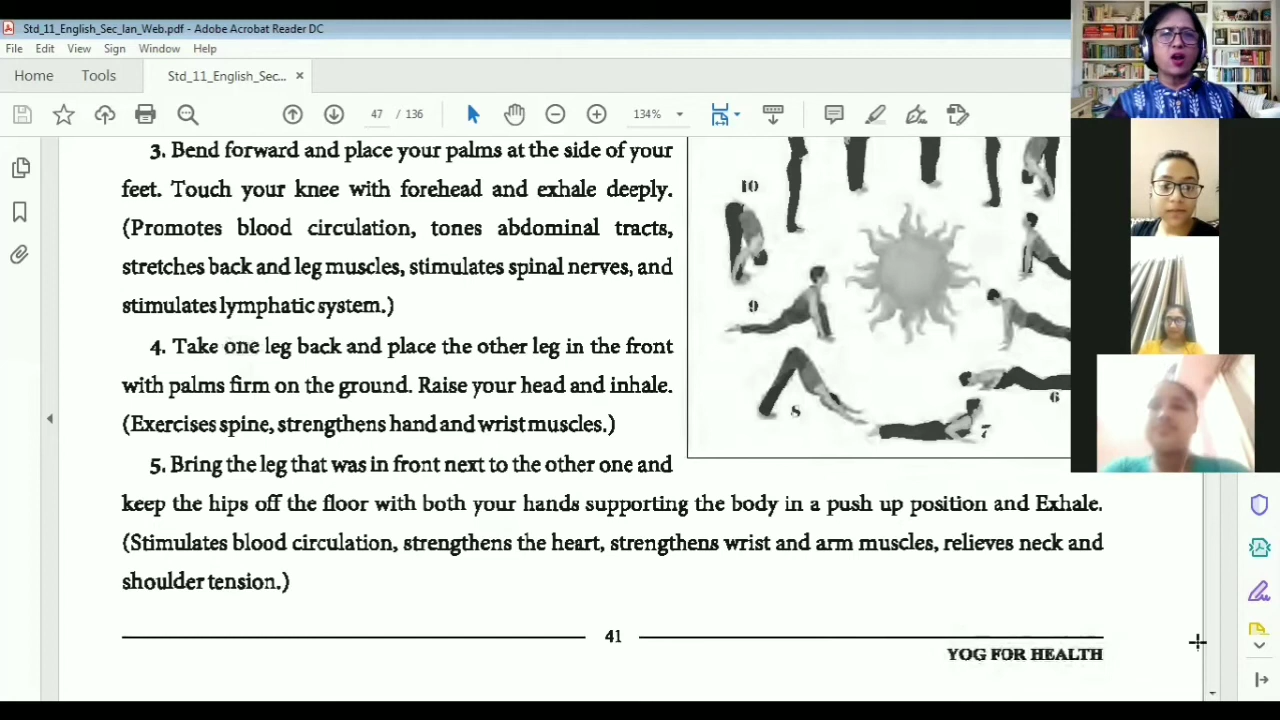 Std_11_English_Sec_lan_Web.pdf - Adobe Acrobat Reader DC
File Edit View Sign Window Help
Home Tools Std_11_English_Sec... ×
47 / 136 134%
3. Bend forward and place your palms at the side of your
feet. Touch your knee with forehead and exhale deeply.
(Promotes blood circulation, tones abdominal tracts,
stretches back and leg muscles, stimulates spinal nerves, and
stimulates lymphatic system.)
4. Take one leg back and place the other leg in the front
with palms firm on the ground. Raise your head and inhale.
(Exercises spine, strengthens hand and wrist muscles.)
5. Bring the leg that was in front next to the other one and
keep the hips off the floor with both your hands supporting the body in a push up position and Exhale.
(Stimulates blood circulation, strengthens the heart, strengthens wrist and arm muscles, relieves neck and
shoulder tension.)
10
9
8
7
6
41
YOG FOR HEALTH